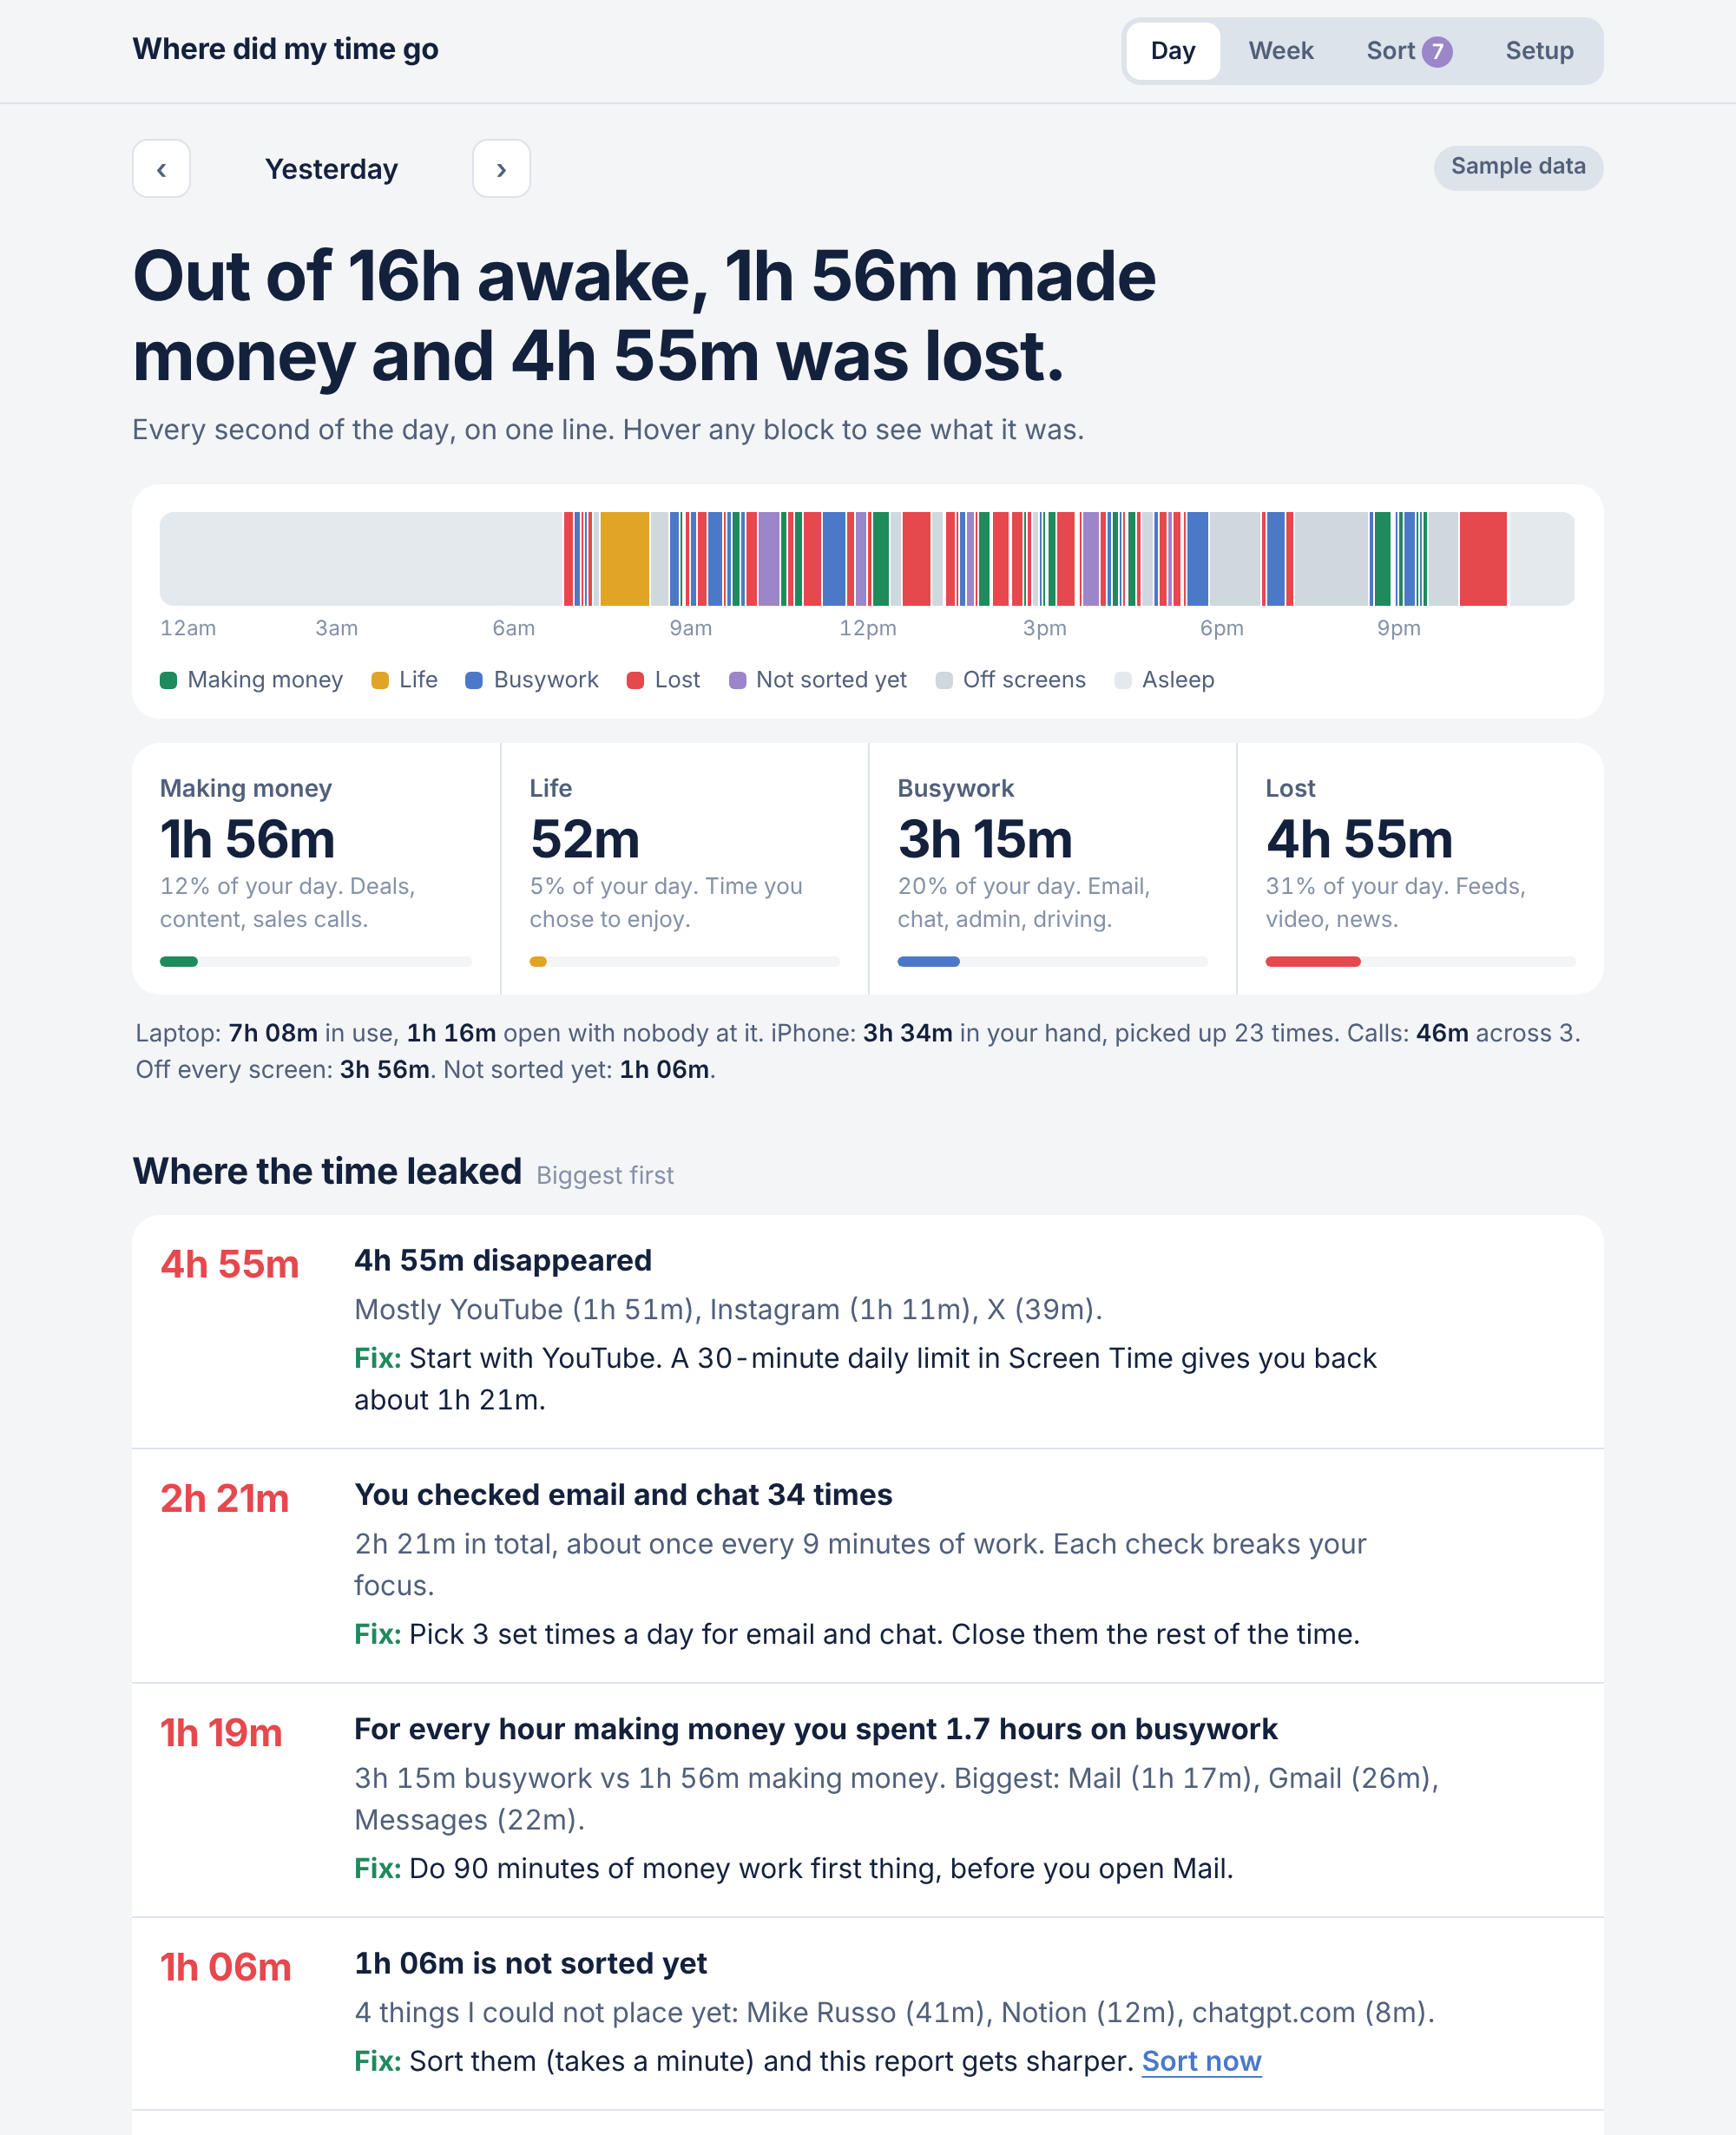 Where did my time go
Day Week Sort 7 Setup
‹ Yesterday › Sample data
Out of 16h awake, 1h 56m made
money and 4h 55m was lost.
Every second of the day, on one line. Hover any block to see what it was.
12am 3am 6am 9am 12pm 3pm 6pm 9pm
Making money Life Busywork Lost Not sorted yet Off screens Asleep
Making money
1h 56m
12% of your day. Deals,
content, sales calls.
Life
52m
5% of your day. Time you
chose to enjoy.
Busywork
3h 15m
20% of your day. Email,
chat, admin, driving.
Lost
4h 55m
31% of your day. Feeds,
video, news.
Laptop: 7h 08m in use, 1h 16m open with nobody at it. iPhone: 3h 34m in your hand, picked up 23 times. Calls: 46m across 3.
Off every screen: 3h 56m. Not sorted yet: 1h 06m.
Where the time leaked Biggest first
4h 55m
4h 55m disappeared
Mostly YouTube (1h 51m), Instagram (1h 11m), X (39m).
Fix: Start with YouTube. A 30-minute daily limit in Screen Time gives you back
about 1h 21m.
2h 21m
You checked email and chat 34 times
2h 21m in total, about once every 9 minutes of work. Each check breaks your
focus.
Fix: Pick 3 set times a day for email and chat. Close them the rest of the time.
1h 19m
For every hour making money you spent 1.7 hours on busywork
3h 15m busywork vs 1h 56m making money. Biggest: Mail (1h 17m), Gmail (26m),
Messages (22m).
Fix: Do 90 minutes of money work first thing, before you open Mail.
1h 06m
1h 06m is not sorted yet
4 things I could not place yet: Mike Russo (41m), Notion (12m), chatgpt.com (8m).
Fix: Sort them (takes a minute) and this report gets sharper. Sort now